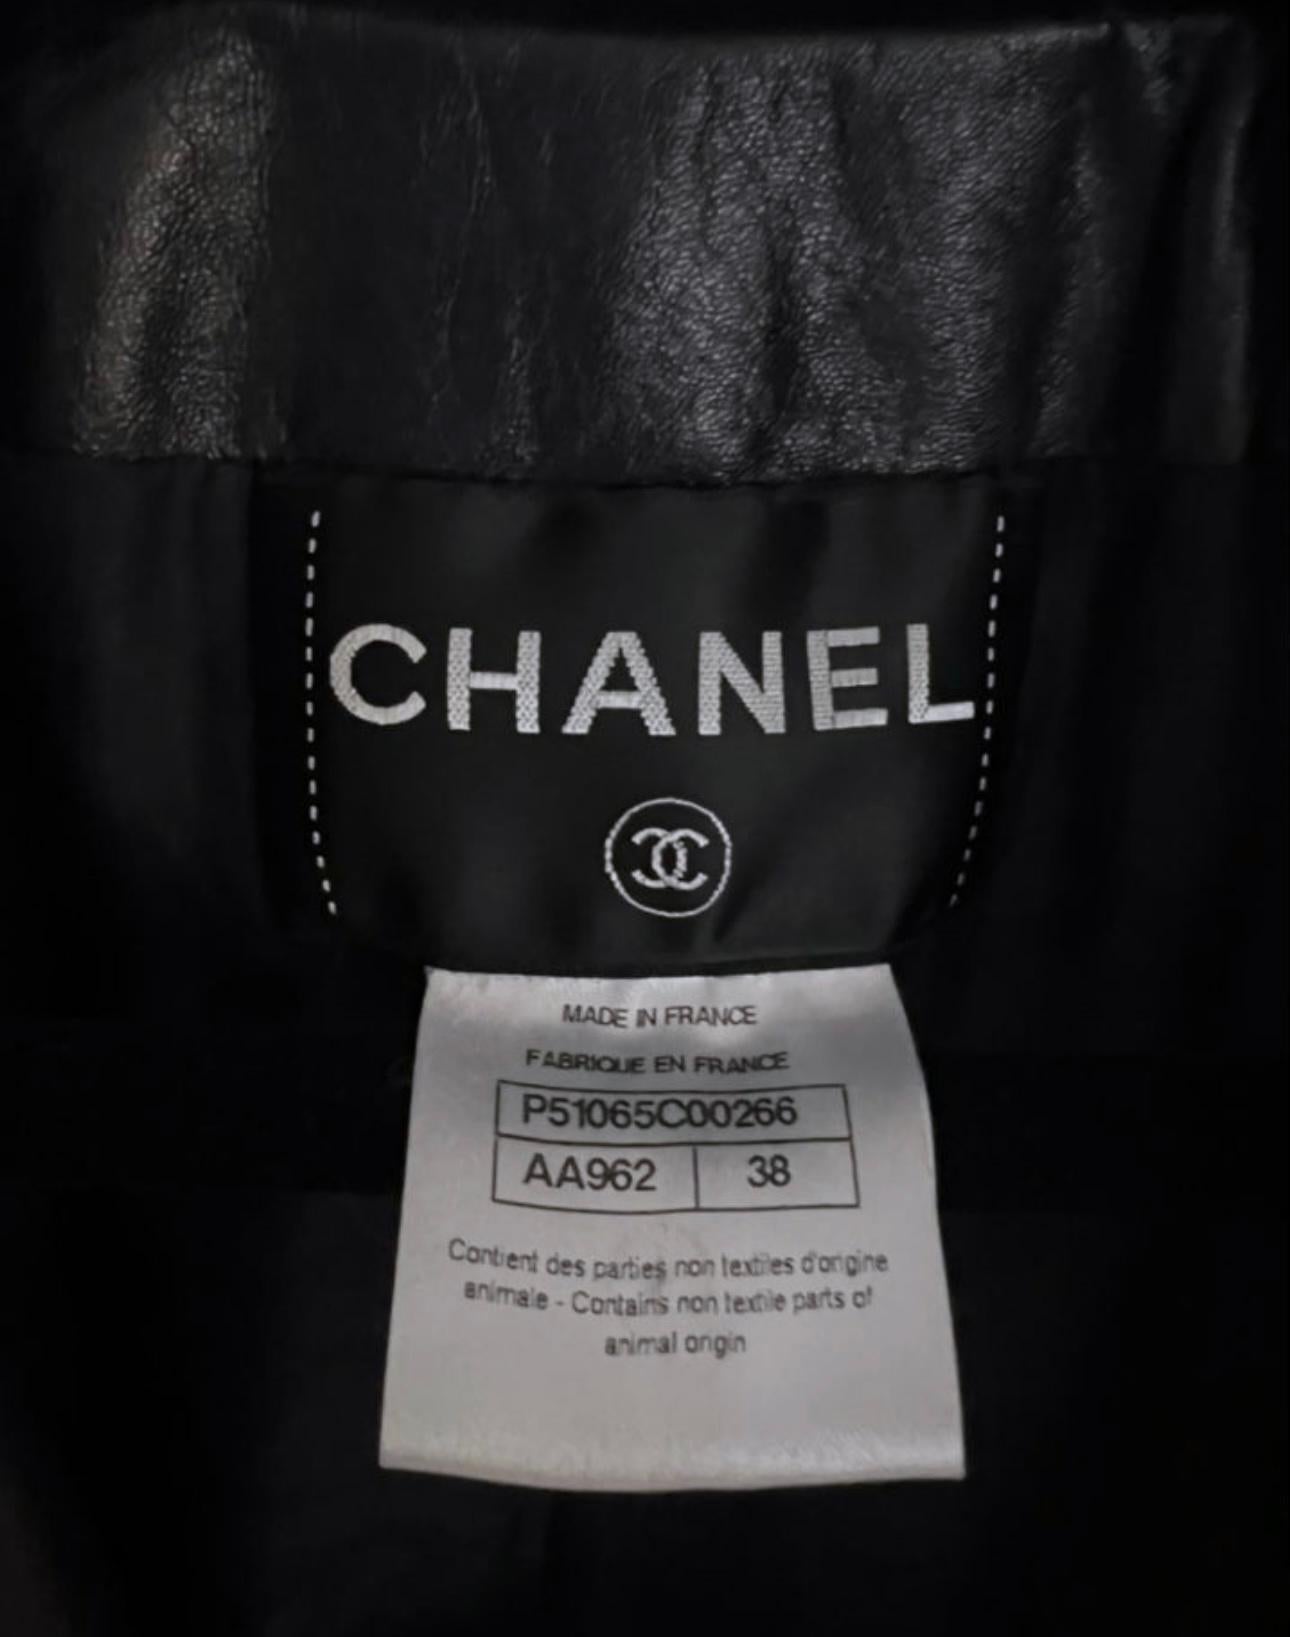 CHANEL
MADE IN FRANCE
FABRIQUE EN FRANCE
P51065C00266
AA962 38
Contient des parties non textiles d'origine
animale - Contains non textile parts of
animal origin